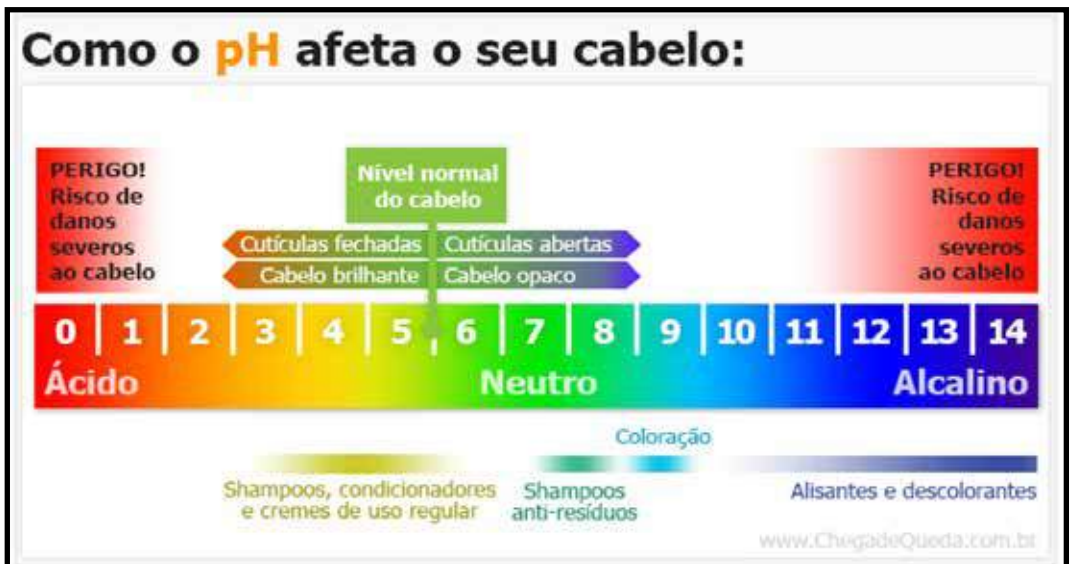 Como o pH afeta o seu cabelo:
PERIGO!
Risco de
danos
severos
ao cabelo
Nível normal
do cabelo
Cutículas fechadas
Cutículas abertas
Cabelo brilhante
Cabelo opaco
PERIGO!
Risco de
danos
severos
ao cabelo
0 1 2 3 4 5 , 6 7 8 9 10 11 12 13 14
Ácido Neutro Alcalino
Coloração
Shampoos, condicionadores
e cremes de uso regular
Shampoos
anti-resíduos
Alisantes e descolorantes
www.ChegadeQueda.com.br